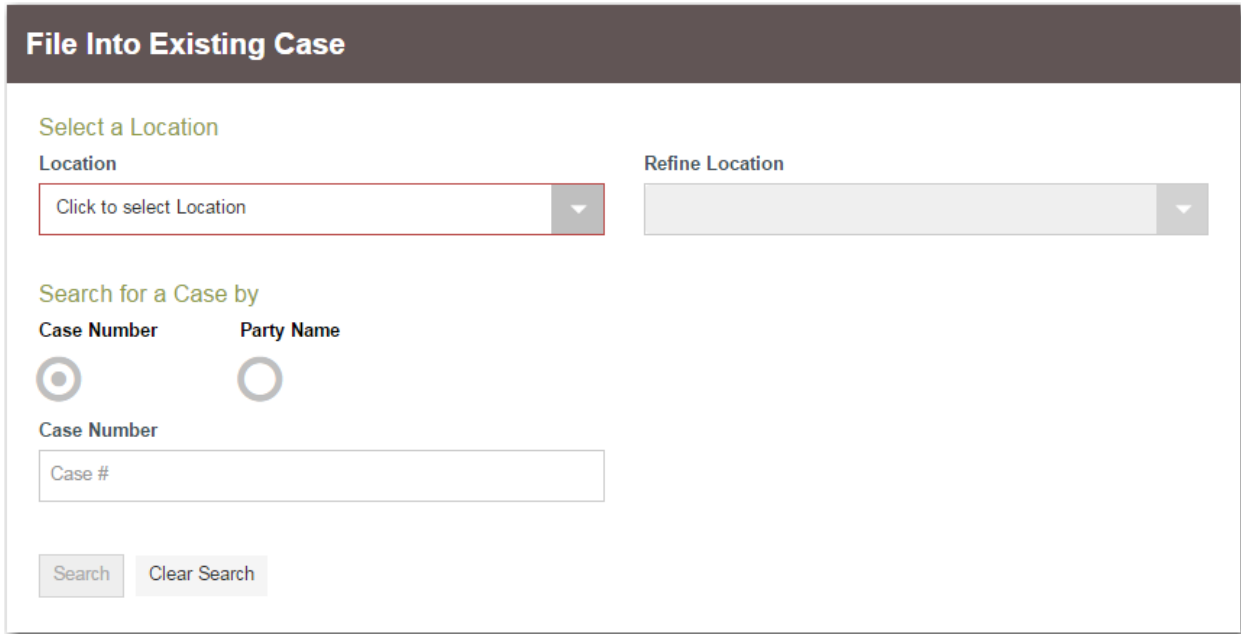 File Into Existing Case
Select a Location
Location
Refine Location
Click to select Location
Search for a Case by
Case Number Party Name
Case Number
Case #
Search Clear Search